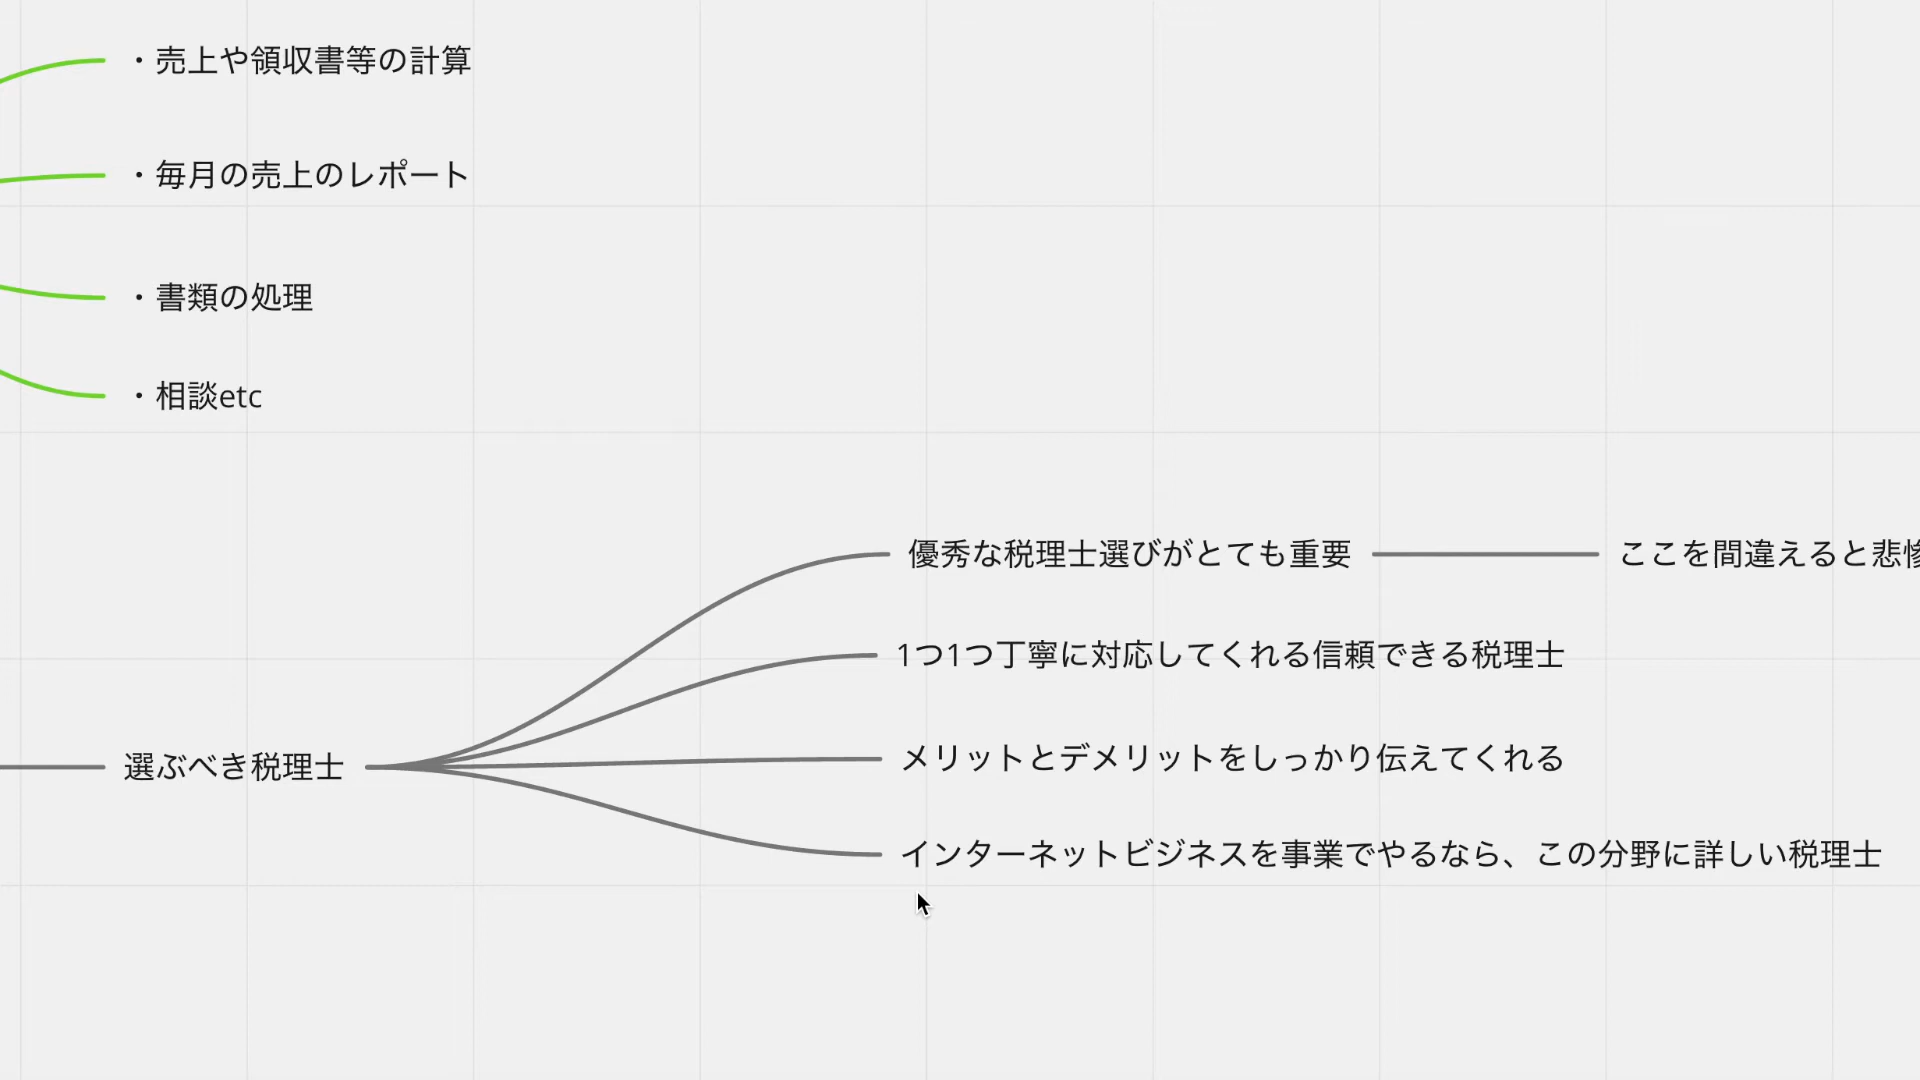 ・売上や領収書等の計算
・毎月の売上のレポート
・書類の処理
・相談etc
優秀な税理士選びがとても重要
ここを間違えると悲惨
1つ1つ丁寧に対応してくれる信頼できる税理士
選ぶべき税理士
メリットとデメリットをしっかり伝えてくれる
インターネットビジネスを事業でやるなら、この分野に詳しい税理士